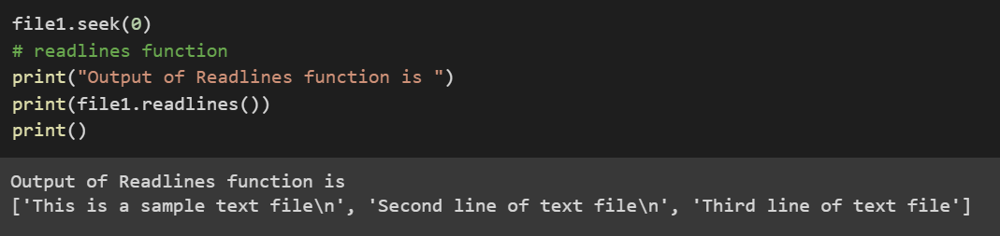 file1.seek(0)
# readlines function
print("Output of Readlines function is ")
print(file1.readlines())
print()
Output of Readlines function is
['This is a sample text file\n', 'Second line of text file\n', 'Third line of text file']